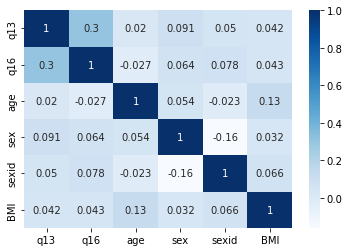 q13 1 0.3 0.02 0.091 0.05 0.042
q16 0.3 1 -0.027 0.064 0.078 0.043
age 0.02 -0.027 1 0.054 -0.023 0.13
sex 0.091 0.064 0.054 1 -0.16 0.032
sexid 0.05 0.078 -0.023 -0.16 1 0.066
BMI 0.042 0.043 0.13 0.032 0.066 1
q13 q16 age sex sexid BMI
1.0
0.8
0.6
0.4
0.2
0.0